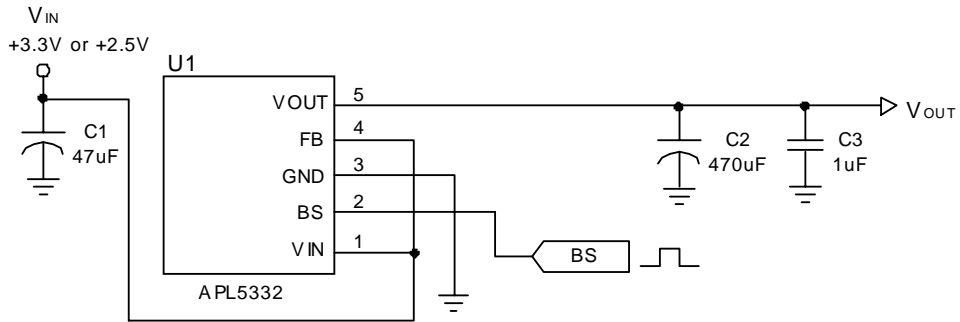 VIN
+3.3V or +2.5V
U1
VOUT 5
FB 4
GND 3
BS 2
VIN 1
APL5332
C1
47uF
C2
470uF
C3
1uF
VOUT
BS